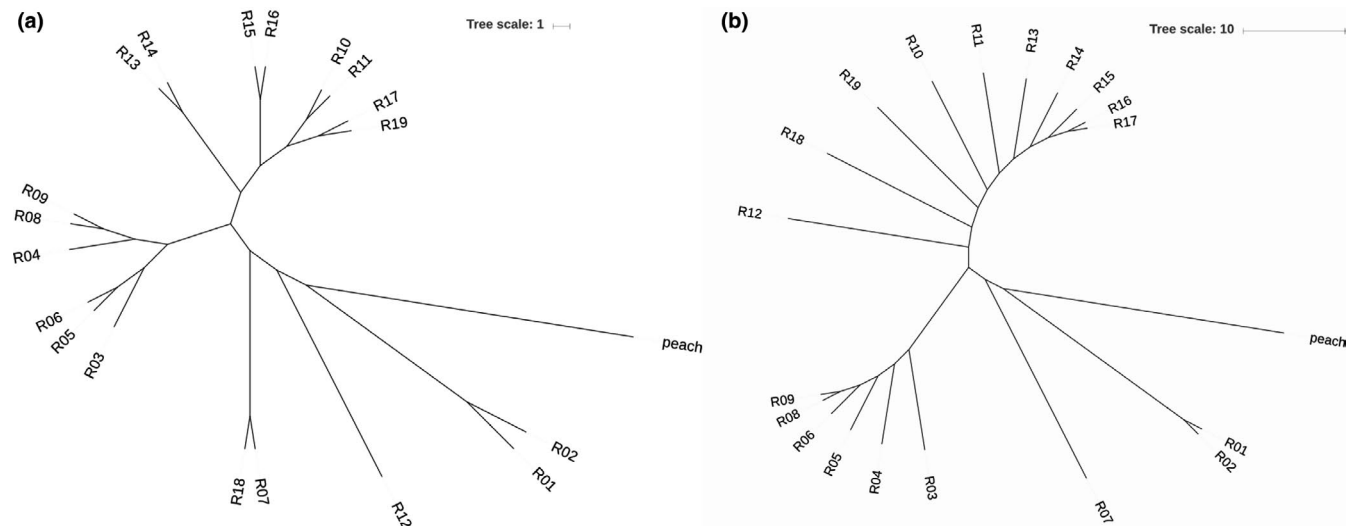 (a)
Tree scale: 1
R14
R13
R15
R16
R10
R11
R17
R19
R09
R08
R04
R06
R05
R03
R18
R07
R12
R01
R02
peach
(b)
Tree scale: 10
R12
R18
R19
R10
R11
R13
R14
R15
R16
R17
peach
R01
R02
R07
R03
R04
R05
R06
R08
R09